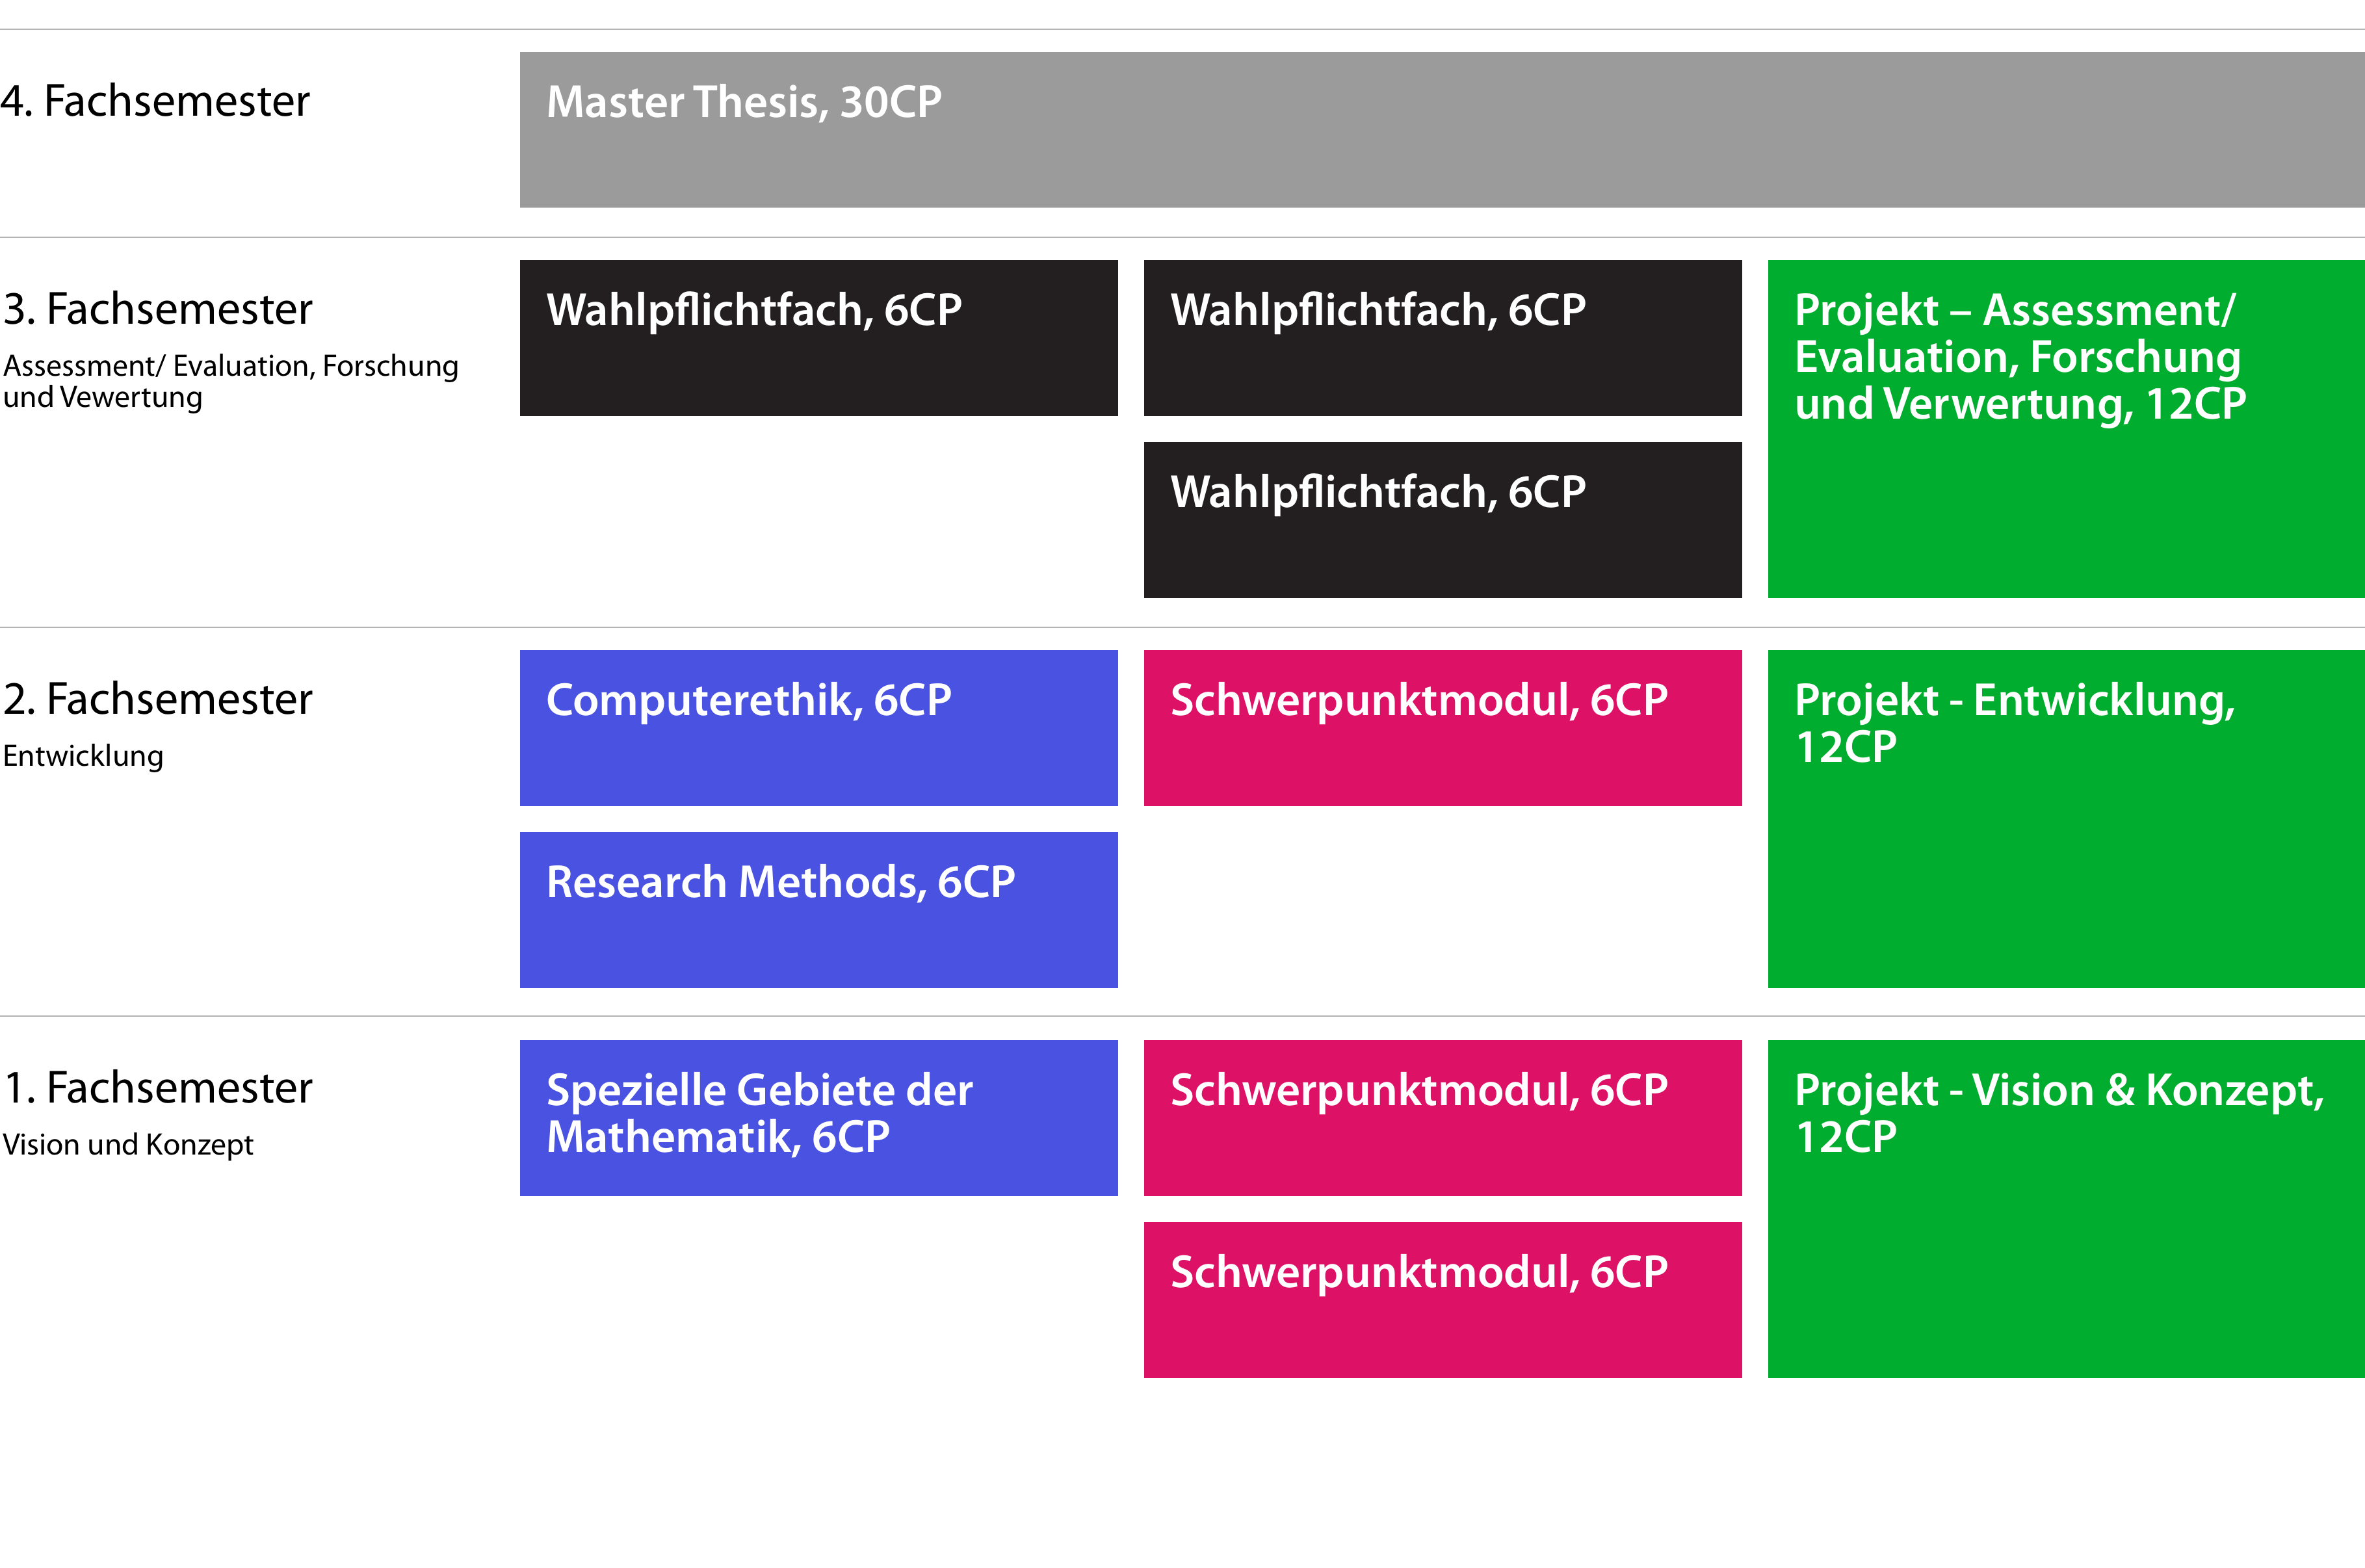 4. Fachsemester
Master Thesis, 30CP
3. Fachsemester
Assessment/ Evaluation, Forschung
und Vewertung
Wahlpflichtfach, 6CP
Wahlpflichtfach, 6CP
Wahlpflichtfach, 6CP
Projekt – Assessment/
Evaluation, Forschung
und Verwertung, 12CP
2. Fachsemester
Entwicklung
Computerethik, 6CP
Research Methods, 6CP
Schwerpunktmodul, 6CP
Projekt - Entwicklung,
12CP
1. Fachsemester
Vision und Konzept
Spezielle Gebiete der
Mathematik, 6CP
Schwerpunktmodul, 6CP
Schwerpunktmodul, 6CP
Projekt - Vision & Konzept,
12CP